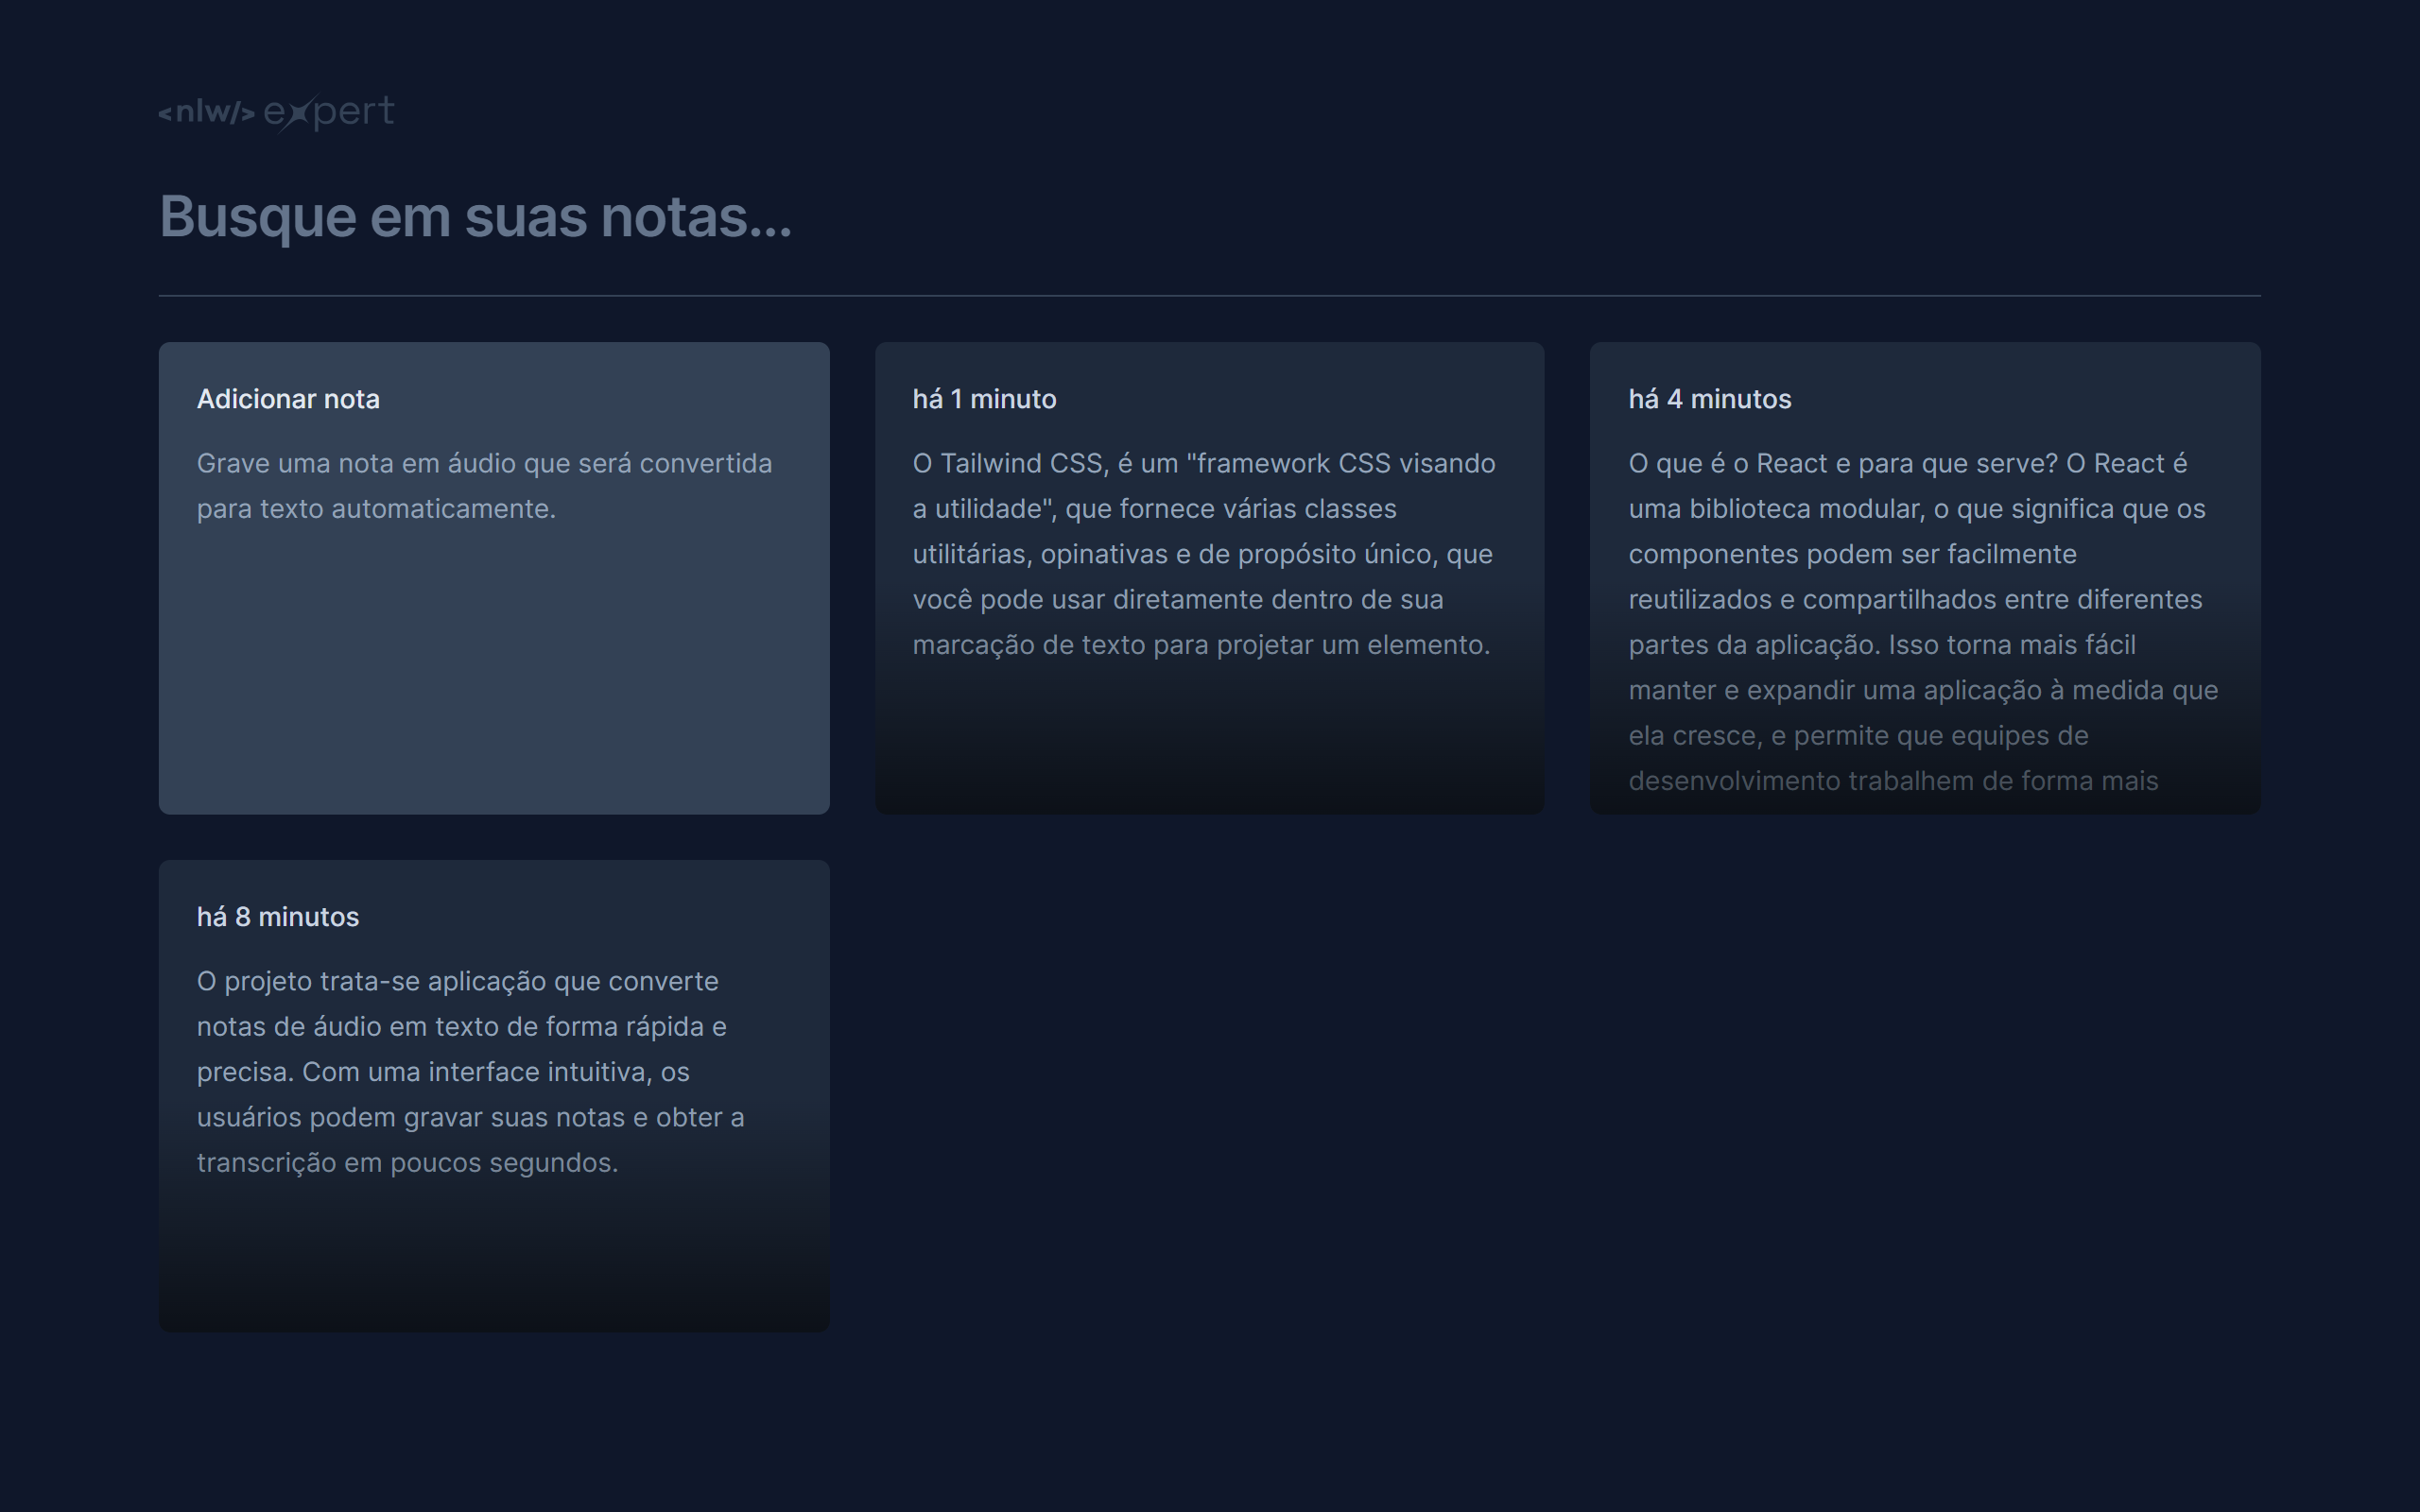 <nlw/> expert
Busque em suas notas...
Adicionar nota
Grave uma nota em áudio que será convertida
para texto automaticamente.
há 1 minuto
O Tailwind CSS, é um "framework CSS visando
a utilidade", que fornece várias classes
utilitárias, opinativas e de propósito único, que
você pode usar diretamente dentro de sua
marcação de texto para projetar um elemento.
há 4 minutos
O que é o React e para que serve? O React é
uma biblioteca modular, o que significa que os
componentes podem ser facilmente
reutilizados e compartilhados entre diferentes
partes da aplicação. Isso torna mais fácil
manter e expandir uma aplicação à medida que
ela cresce, e permite que equipes de
desenvolvimento trabalhem de forma mais
há 8 minutos
O projeto trata-se aplicação que converte
notas de áudio em texto de forma rápida e
precisa. Com uma interface intuitiva, os
usuários podem gravar suas notas e obter a
transcrição em poucos segundos.